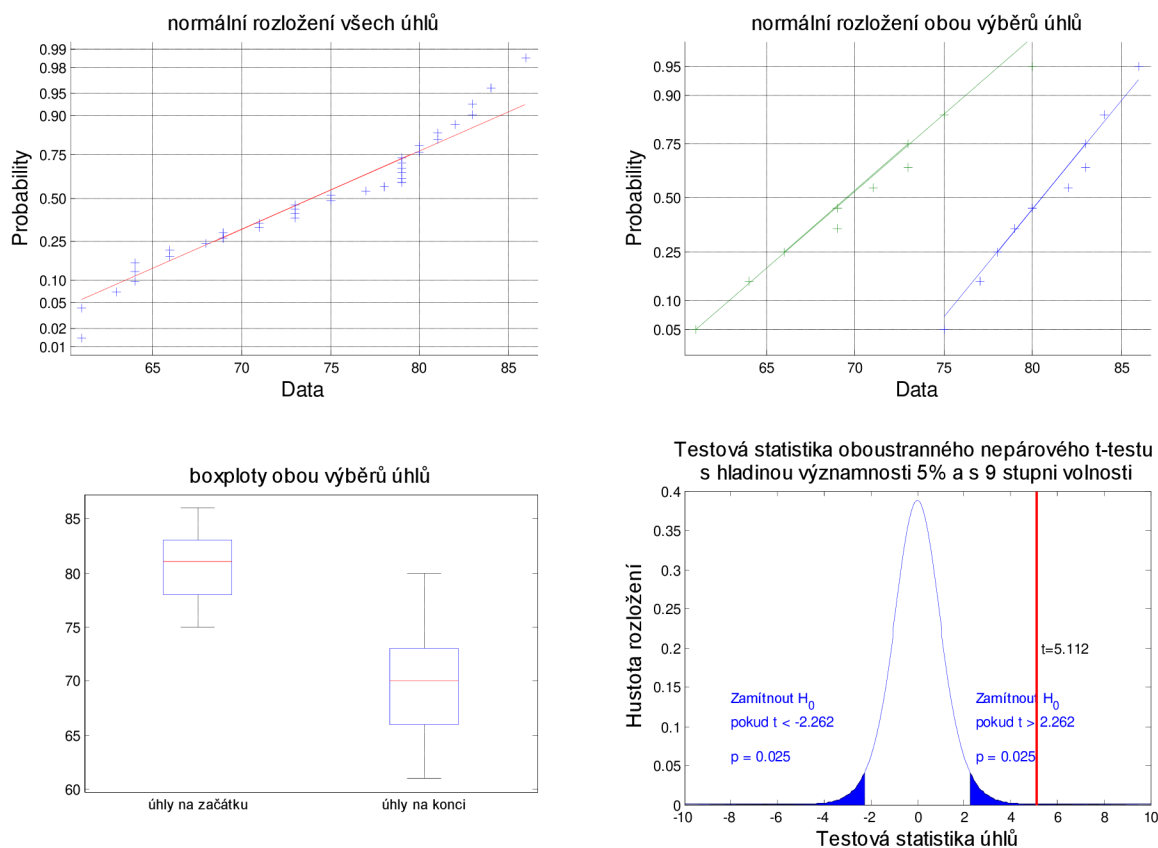 normální rozložení všech úhlů
0.99
0.98
0.95
0.90
0.75
0.50
0.25
0.10
0.05
0.02
0.01
Probability
65
70
75
80
85
Data
normální rozložení obou výběrů úhlů
0.95
0.90
0.75
0.50
0.25
0.10
0.05
Probability
65
70
75
80
85
Data
boxploty obou výběrů úhlů
85
80
75
70
65
60
úhly na začátku
úhly na konci
Testová statistika oboustranného nepárového t-testu
s hladinou významnosti 5% a s 9 stupni volnosti
0.4
0.35
0.3
0.25
0.2
0.15
0.1
0.05
0
Hustota rozložení
t=5.112
Zamítnout H0
pokud t < -2.262
p = 0.025
Zamítnout H0
pokud t > 2.262
p = 0.025
-10
-8
-6
-4
-2
0
2
4
6
8
10
Testová statistika úhlů